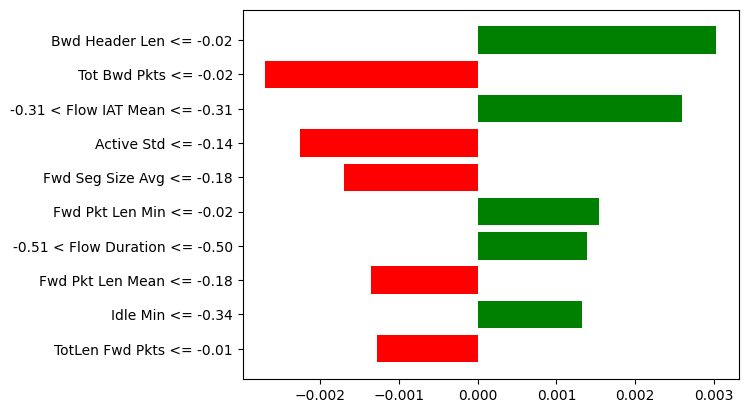 Bwd Header Len <= -0.02
Tot Bwd Pkts <= -0.02
-0.31 < Flow IAT Mean <= -0.31
Active Std <= -0.14
Fwd Seg Size Avg <= -0.18
Fwd Pkt Len Min <= -0.02
-0.51 < Flow Duration <= -0.50
Fwd Pkt Len Mean <= -0.18
Idle Min <= -0.34
TotLen Fwd Pkts <= -0.01
−0.002 −0.001 0.000 0.001 0.002 0.003